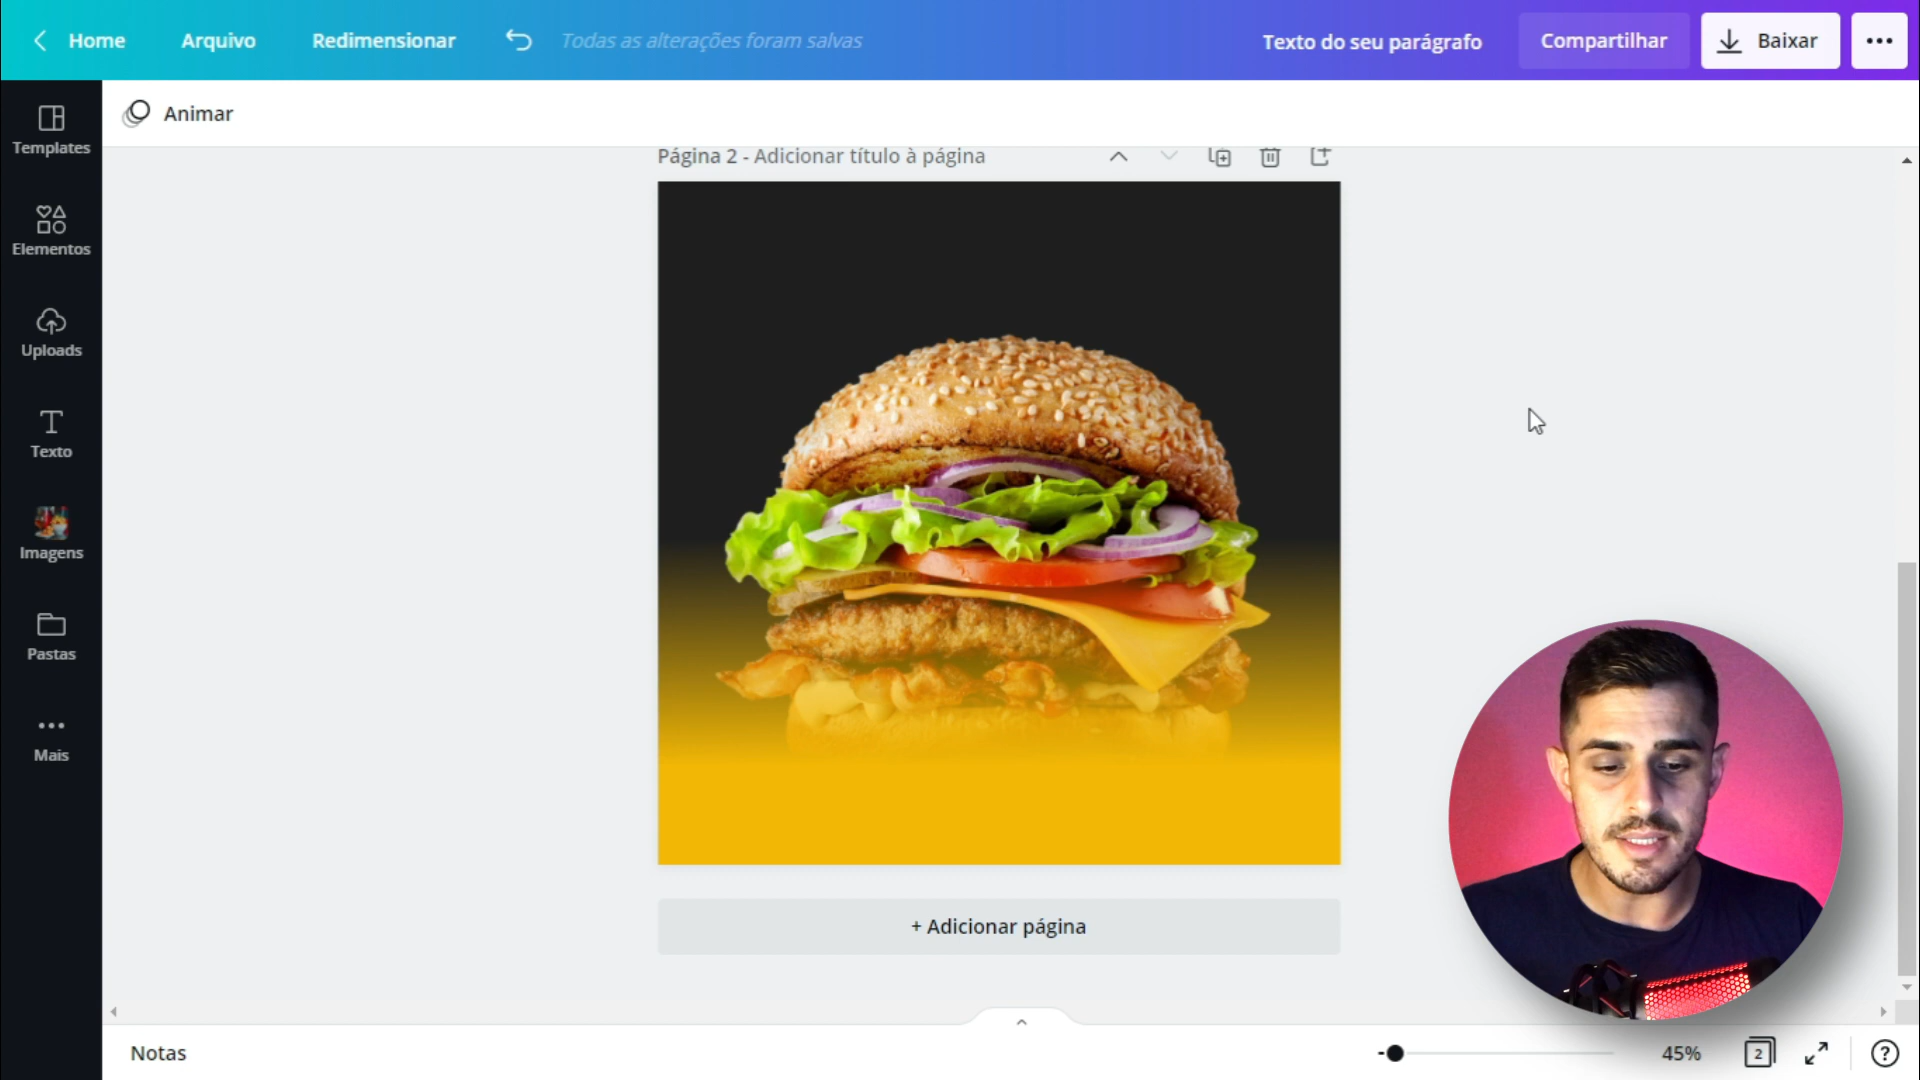 Home
Arquivo
Redimensionar
Todas as alterações foram salvas
Texto do seu parágrafo
Compartilhar
Baixar
Animar
Templates
Elementos
Uploads
Texto
Imagens
Pastas
Mais
Página 2 - Adicionar título à página
+ Adicionar página
Notas
45%
2
?